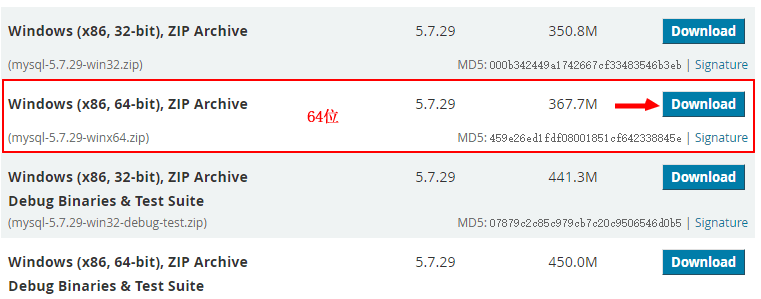 Windows (x86, 32-bit), ZIP Archive 5.7.29 350.8M Download
(mysql-5.7.29-win32.zip) MD5: 000b342449a1742667cf33483546b3eb | Signature
Windows (x86, 64-bit), ZIP Archive 5.7.29 367.7M Download
64位
(mysql-5.7.29-winx64.zip) MD5: 459e26ed1fdf08001851cf642338845e | Signature
Windows (x86, 32-bit), ZIP Archive 5.7.29 441.3M Download
Debug Binaries & Test Suite
(mysql-5.7.29-win32-debug-test.zip) MD5: 07879c2c85c979cb7c20c9506546d0b5 | Signature
Windows (x86, 64-bit), ZIP Archive 5.7.29 450.0M Download
Debug Binaries & Test Suite